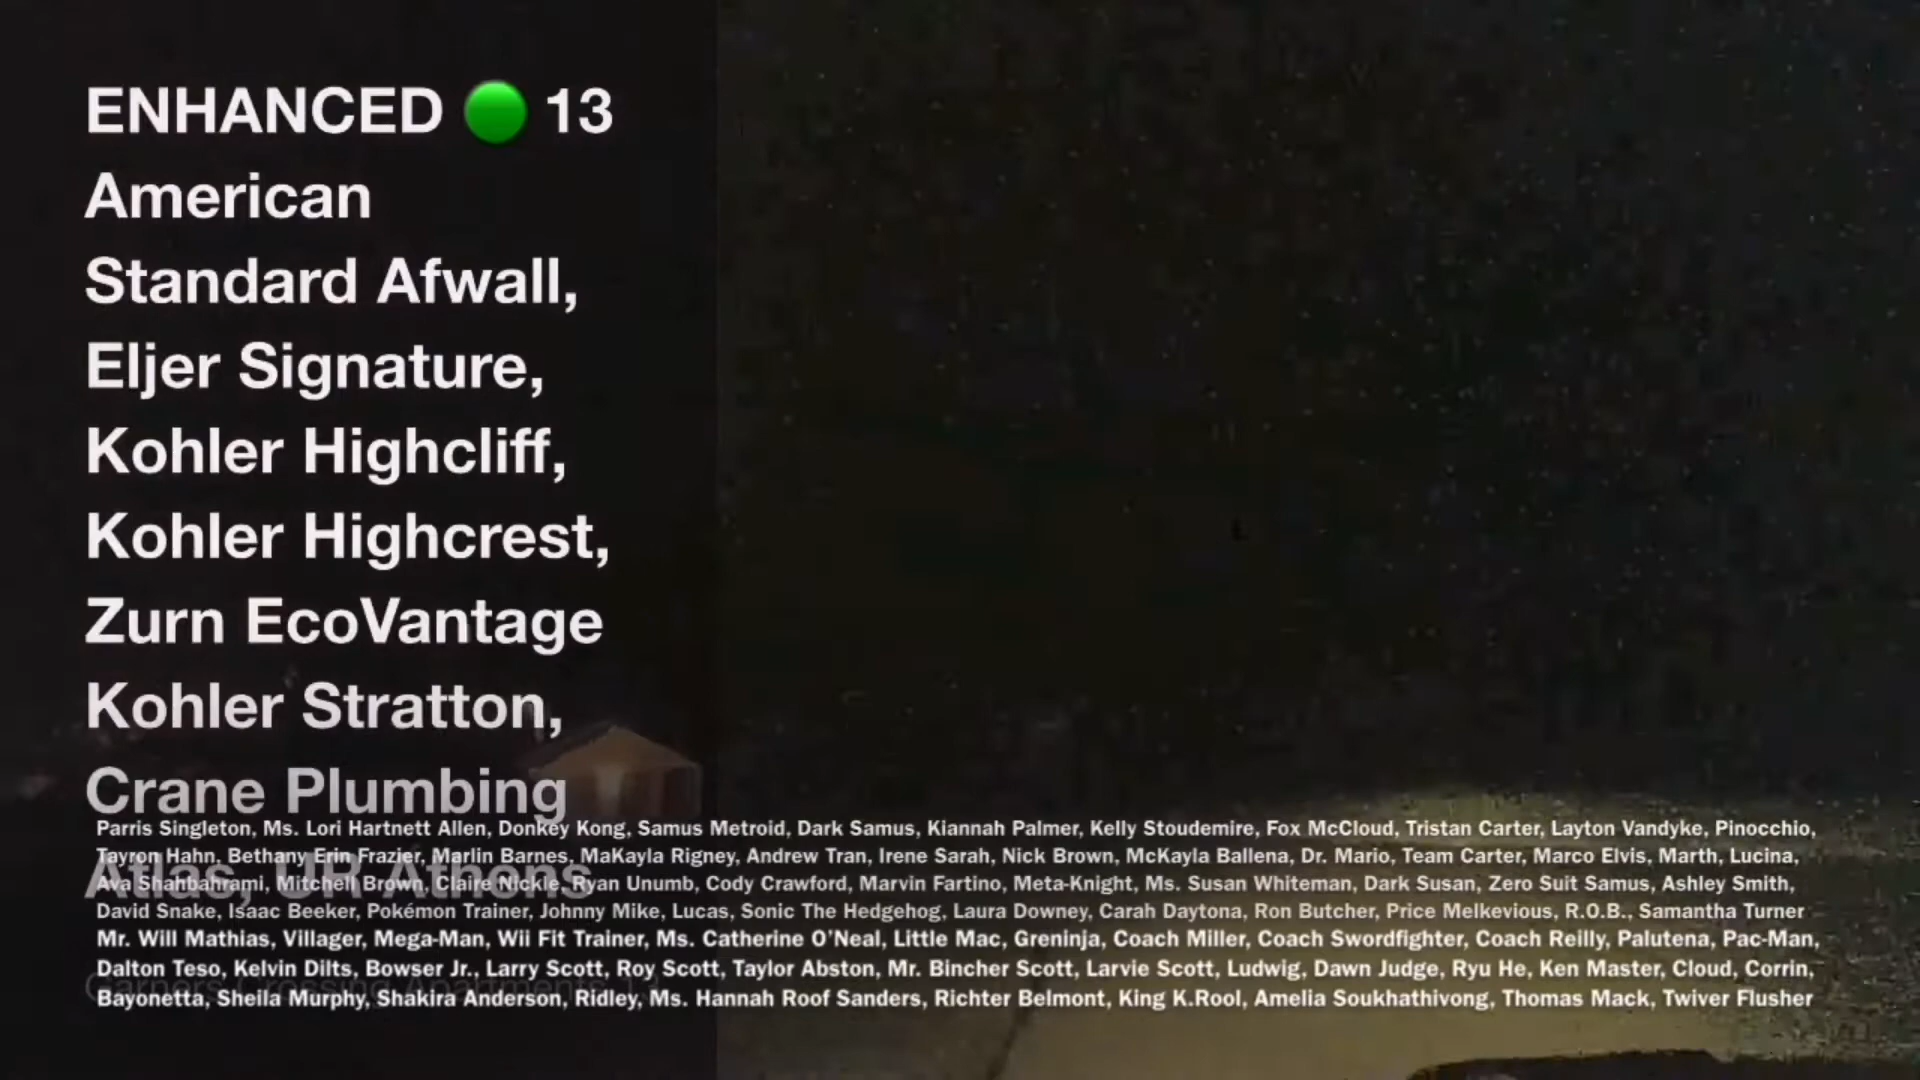 ENHANCED 🟢 13
American
Standard Afwall,
Eljer Signature,
Kohler Highcliff,
Kohler Highcrest,
Zurn EcoVantage
Kohler Stratton,
Crane Plumbing
Parris Singleton, Ms. Lori Hartnett Allen, Donkey Kong, Samus Metroid, Dark Samus, Kiannah Palmer, Kelly Stoudemire, Fox McCloud, Tristan Carter, Layton Vandyke, Pinocchio,
Tayron Hahn, Bethany Erin Frazier, Marlin Barnes, MaKayla Rigney, Andrew Tran, Irene Sarah, Nick Brown, McKayla Ballena, Dr. Mario, Team Carter, Marco Elvis, Marth, Lucina,
Atlas, UR Athens
Ava Shahbahrami, Mitchell Brown, Claire Nickle, Ryan Unumb, Cody Crawford, Marvin Fartino, Meta-Knight, Ms. Susan Whiteman, Dark Susan, Zero Suit Samus, Ashley Smith,
David Snake, Isaac Beeker, Pokémon Trainer, Johnny Mike, Lucas, Sonic The Hedgehog, Laura Downey, Carah Daytona, Ron Butcher, Price Melkevious, R.O.B., Samantha Turner
Mr. Will Mathias, Villager, Mega-Man, Wii Fit Trainer, Ms. Catherine O'Neal, Little Mac, Greninja, Coach Miller, Coach Swordfighter, Coach Reilly, Palutena, Pac-Man,
Dalton Teso, Kelvin Dilts, Bowser Jr., Larry Scott, Roy Scott, Taylor Abston, Mr. Bincher Scott, Larvie Scott, Ludwig, Dawn Judge, Ryu He, Ken Master, Cloud, Corrin,
Garners Crossing Apartments
Bayonetta, Sheila Murphy, Shakira Anderson, Ridley, Ms. Hannah Roof Sanders, Richter Belmont, King K.Rool, Amelia Soukhathivong, Thomas Mack, Twiver Flusher